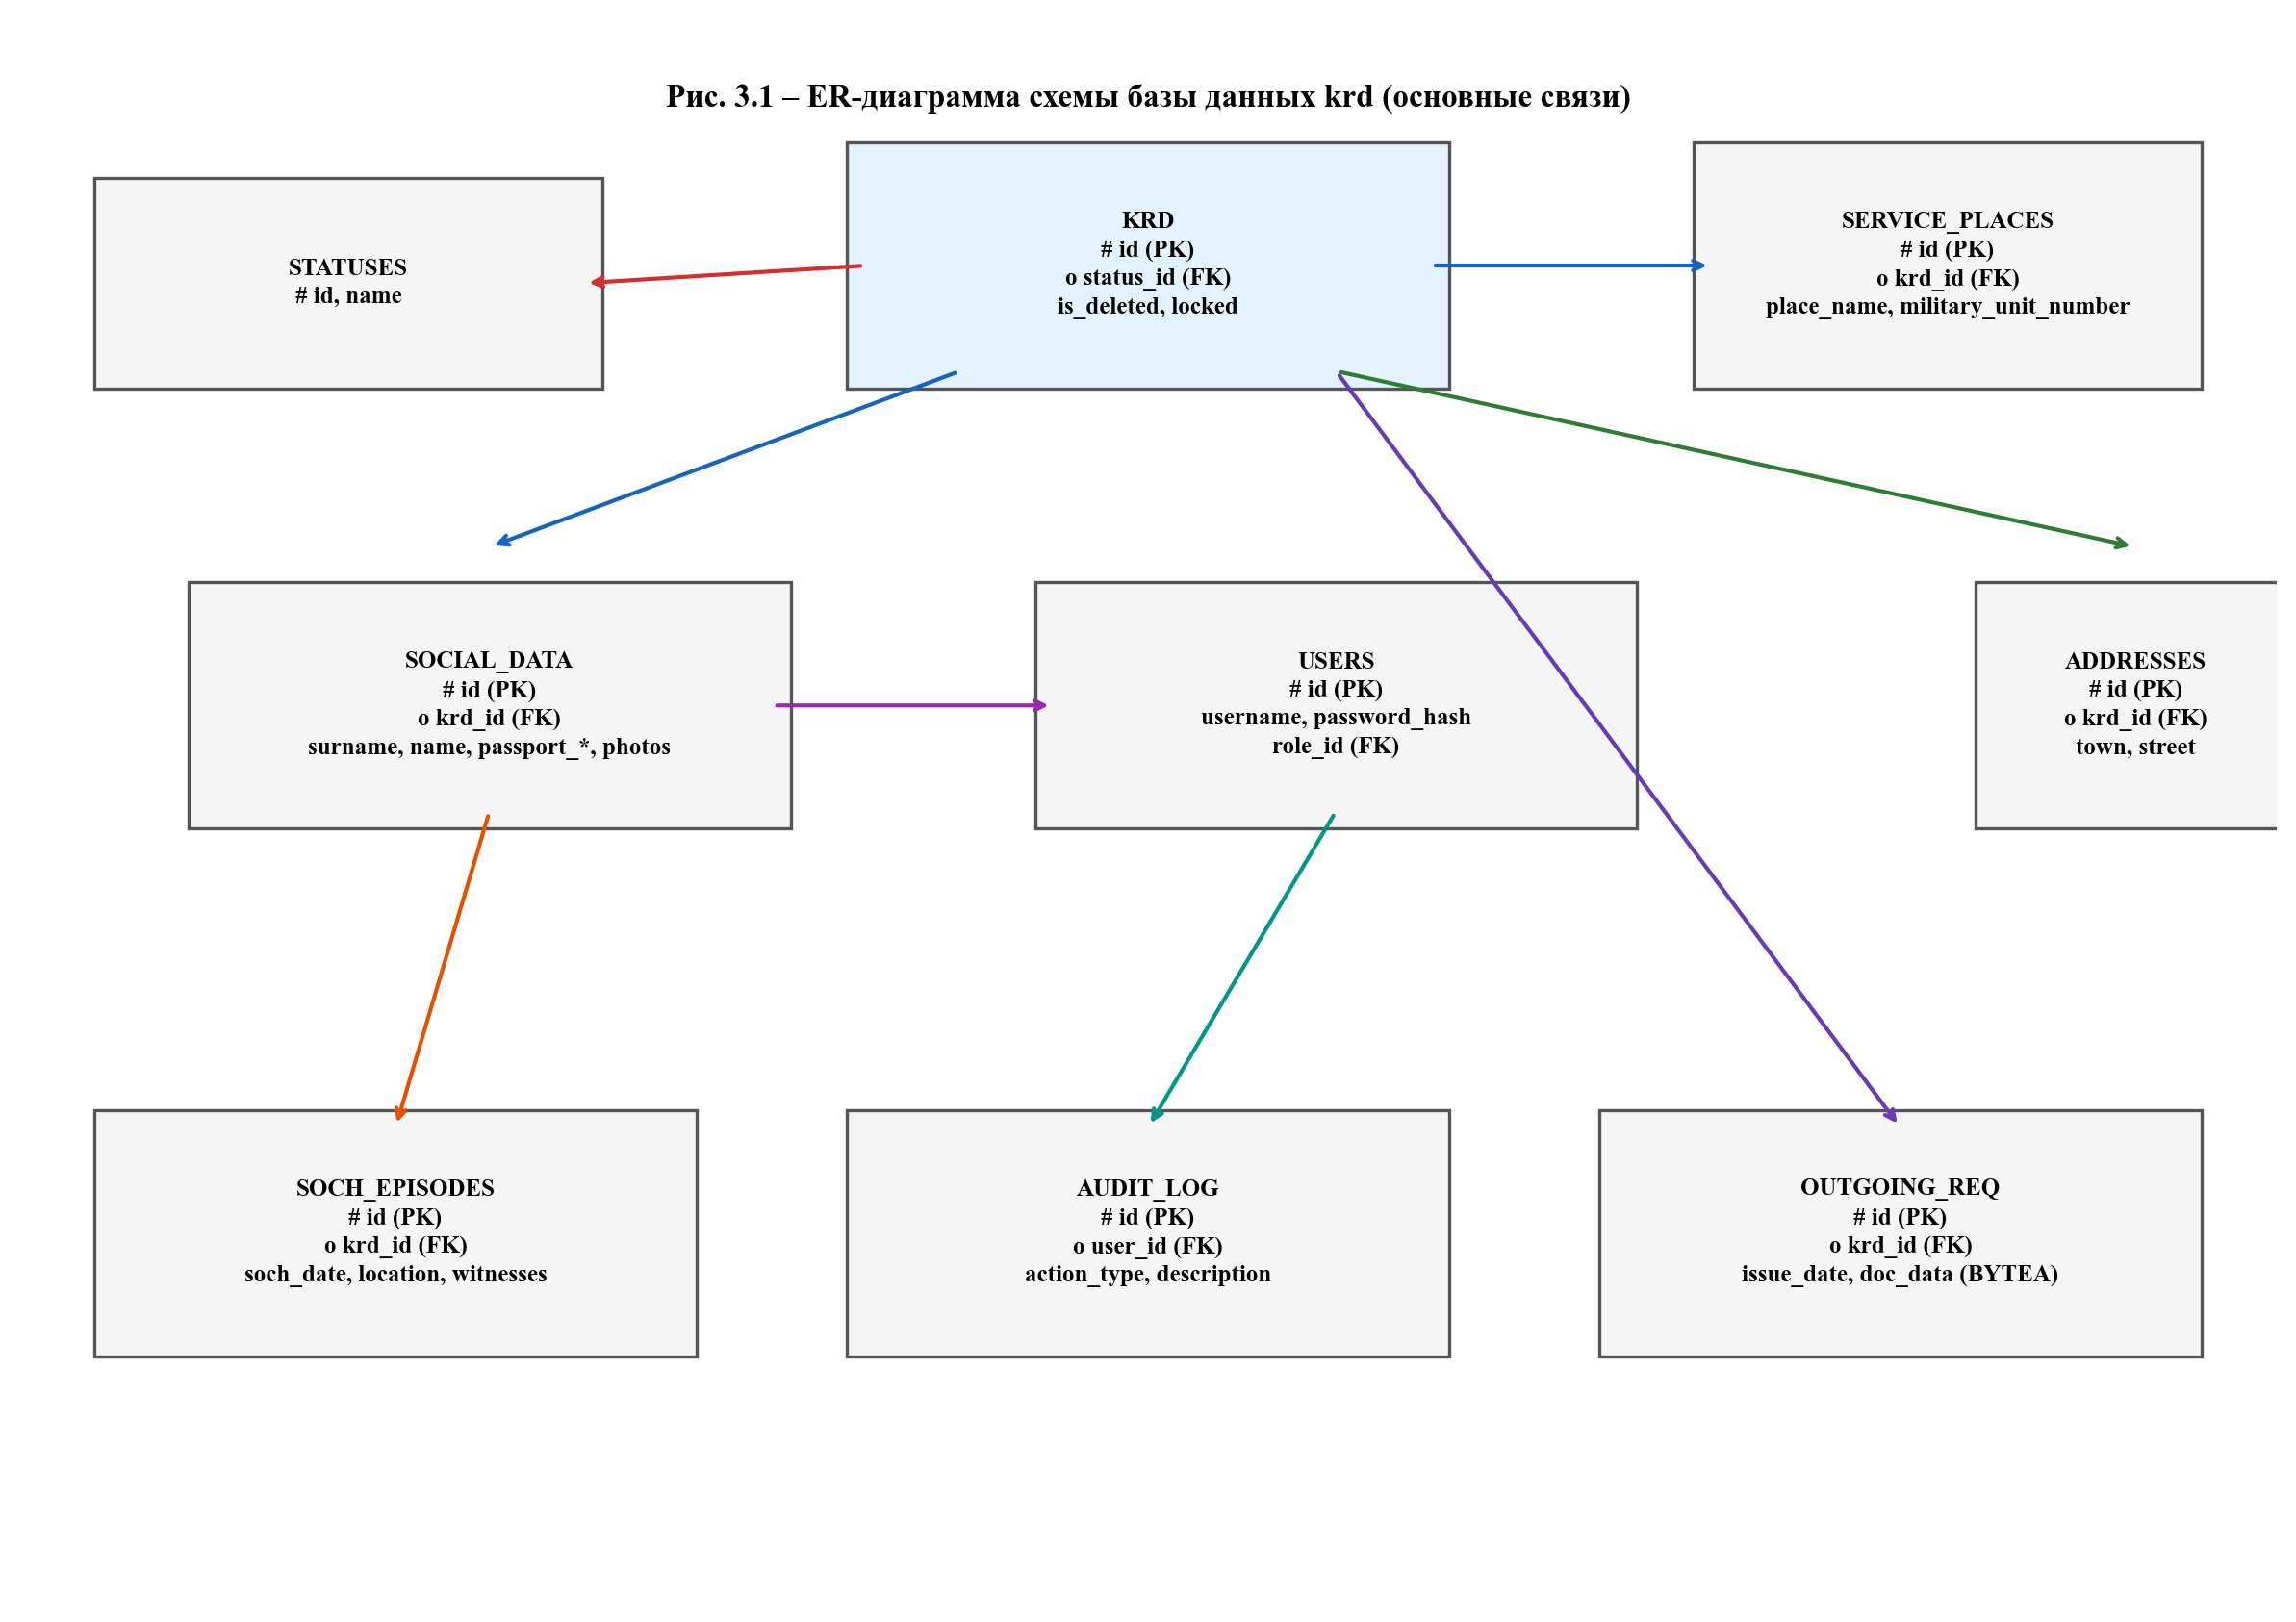 Рис. 3.1 – ER-диаграмма схемы базы данных krd (основные связи)
STATUSES
# id, name
KRD
# id (PK)
o status_id (FK)
is_deleted, locked
SERVICE_PLACES
# id (PK)
o krd_id (FK)
place_name, military_unit_number
SOCIAL_DATA
# id (PK)
o krd_id (FK)
surname, name, passport_*, photos
USERS
# id (PK)
username, password_hash
role_id (FK)
ADDRESSES
# id (PK)
o krd_id (FK)
town, street
SOCH_EPISODES
# id (PK)
o krd_id (FK)
soch_date, location, witnesses
AUDIT_LOG
# id (PK)
o user_id (FK)
action_type, description
OUTGOING_REQ
# id (PK)
o krd_id (FK)
issue_date, doc_data (BYTEA)